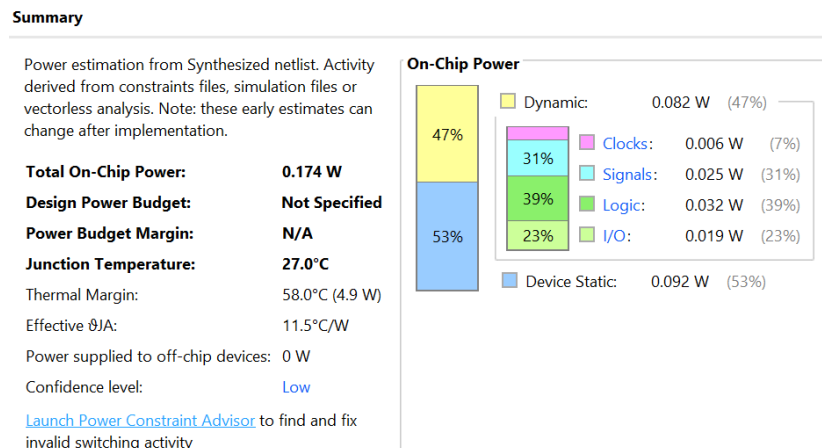 Summary
Power estimation from Synthesized netlist. Activity
derived from constraints files, simulation files or
vectorless analysis. Note: these early estimates can
change after implementation.
Total On-Chip Power: 0.174 W
Design Power Budget: Not Specified
Power Budget Margin: N/A
Junction Temperature: 27.0°C
Thermal Margin: 58.0°C (4.9 W)
Effective ϑJA: 11.5°C/W
Power supplied to off-chip devices: 0 W
Confidence level: Low
Launch Power Constraint Advisor to find and fix
invalid switching activity
On-Chip Power
47%
53%
Dynamic: 0.082 W (47%)
31%
39%
23%
Clocks: 0.006 W (7%)
Signals: 0.025 W (31%)
Logic: 0.032 W (39%)
I/O: 0.019 W (23%)
Device Static: 0.092 W (53%)